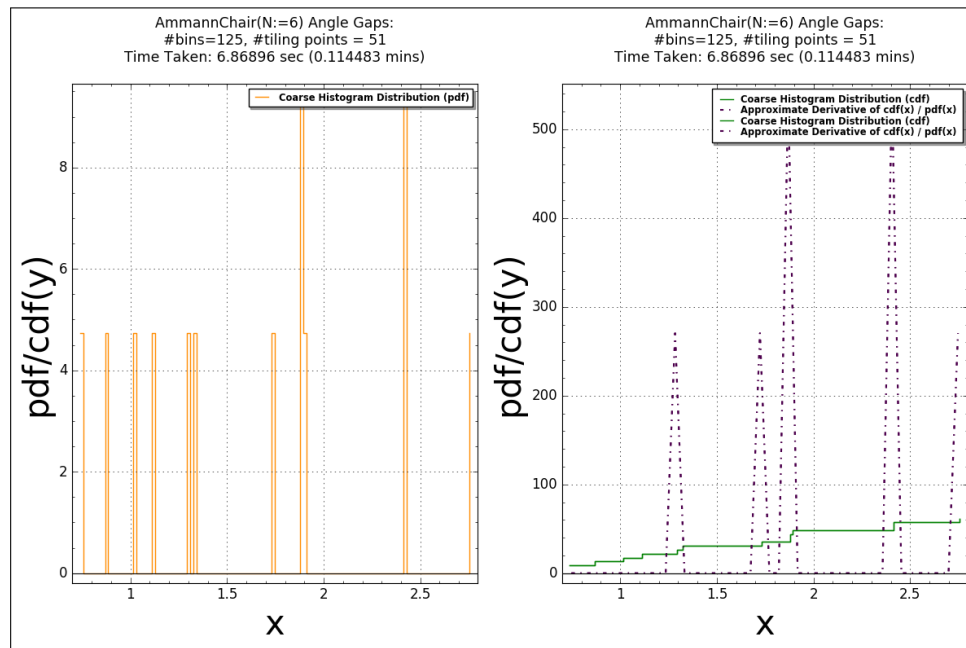 AmmannChair(N:=6) Angle Gaps:
#bins=125, #tiling points = 51
Time Taken: 6.86896 sec (0.114483 mins)
Coarse Histogram Distribution (pdf)
pdf/cdf(y)
8
6
4
2
0
1
1.5
2
2.5
x
AmmannChair(N:=6) Angle Gaps:
#bins=125, #tiling points = 51
Time Taken: 6.86896 sec (0.114483 mins)
Coarse Histogram Distribution (cdf)
Approximate Derivative of cdf(x) / pdf(x)
Coarse Histogram Distribution (cdf)
Approximate Derivative of cdf(x) / pdf(x)
pdf/cdf(y)
500
400
300
200
100
0
1
1.5
2
2.5
x